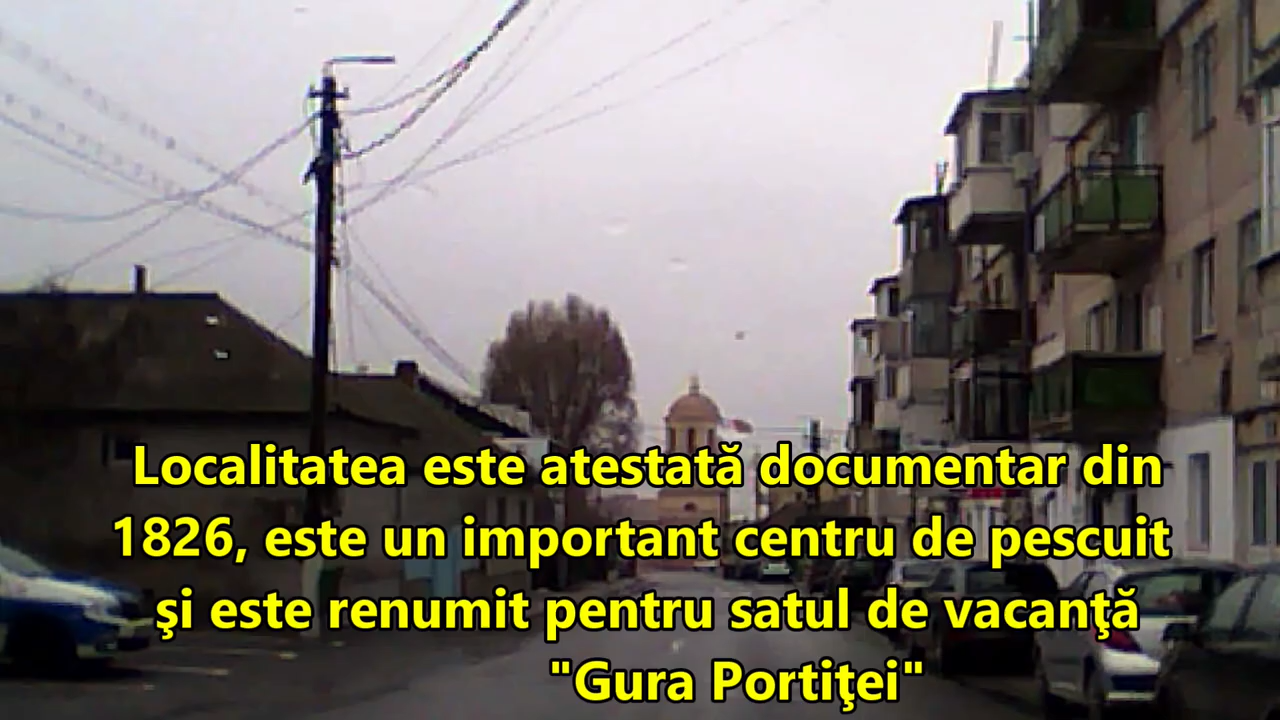 Localitatea este atestată documentar din
1826, este un important centru de pescuit
şi este renumit pentru satul de vacanţă
"Gura Portiţei"